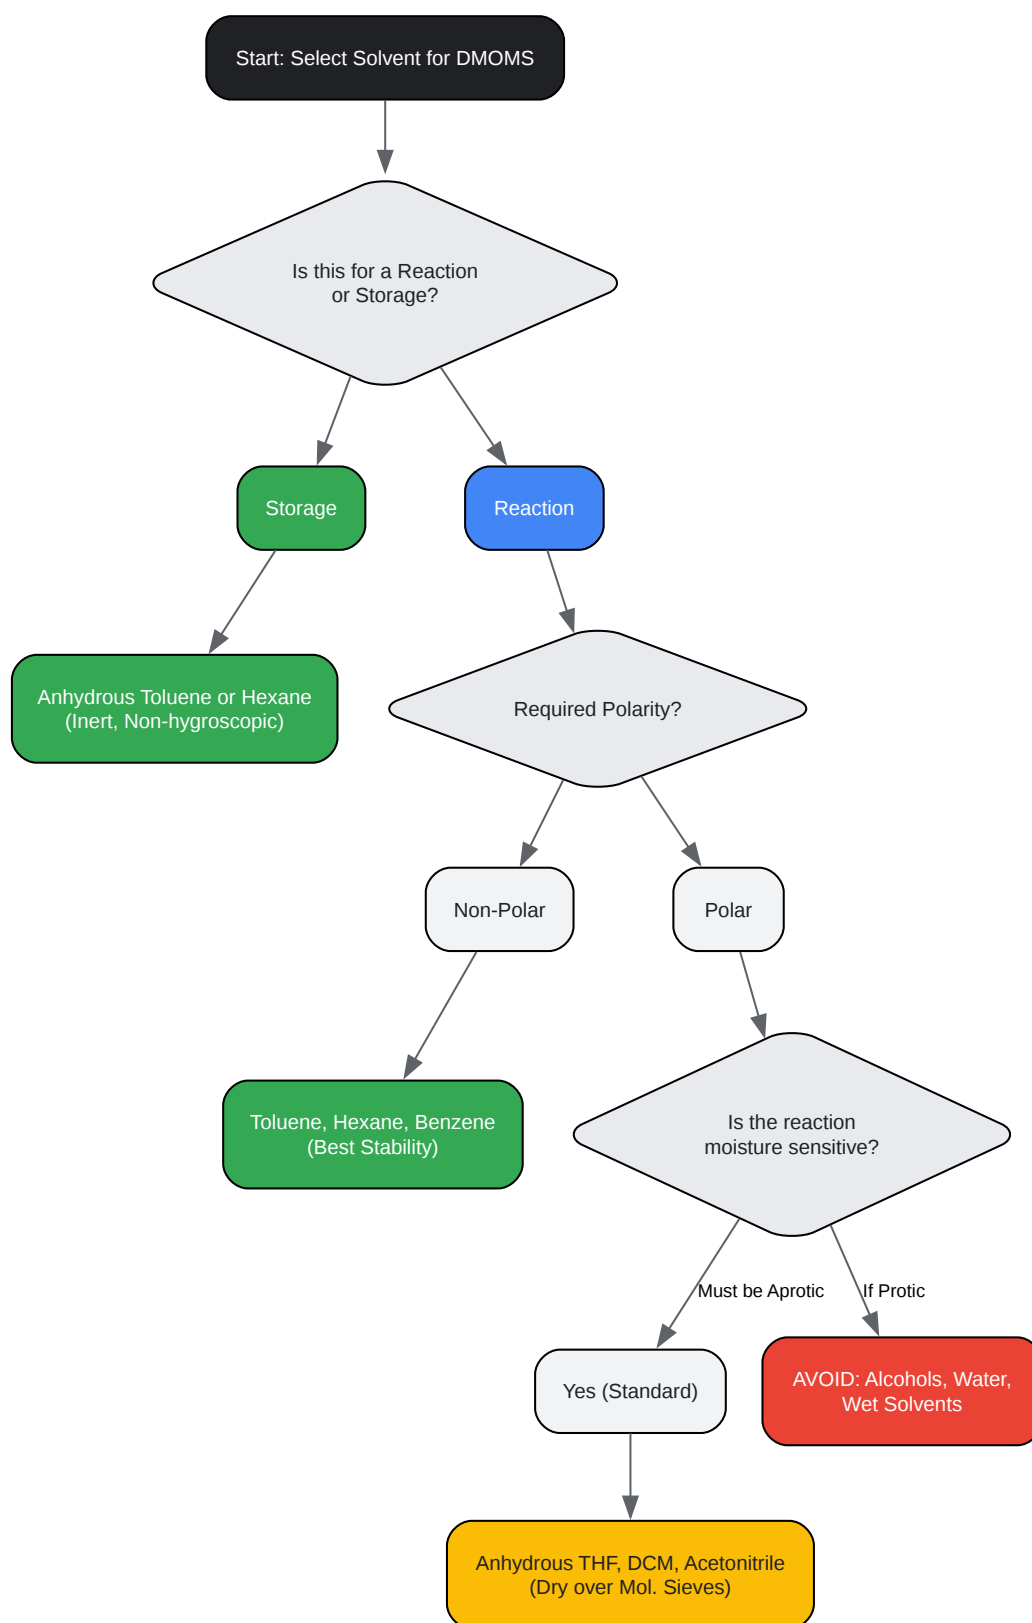 Start: Select Solvent for DMOMS
Is this for a Reaction
or Storage?
Storage
Reaction
Anhydrous Toluene or Hexane
(Inert, Non-hygroscopic)
Required Polarity?
Non-Polar
Polar
Toluene, Hexane, Benzene
(Best Stability)
Is the reaction
moisture sensitive?
Must be Aprotic
If Protic
Yes (Standard)
AVOID: Alcohols, Water,
Wet Solvents
Anhydrous THF, DCM, Acetonitrile
(Dry over Mol. Sieves)